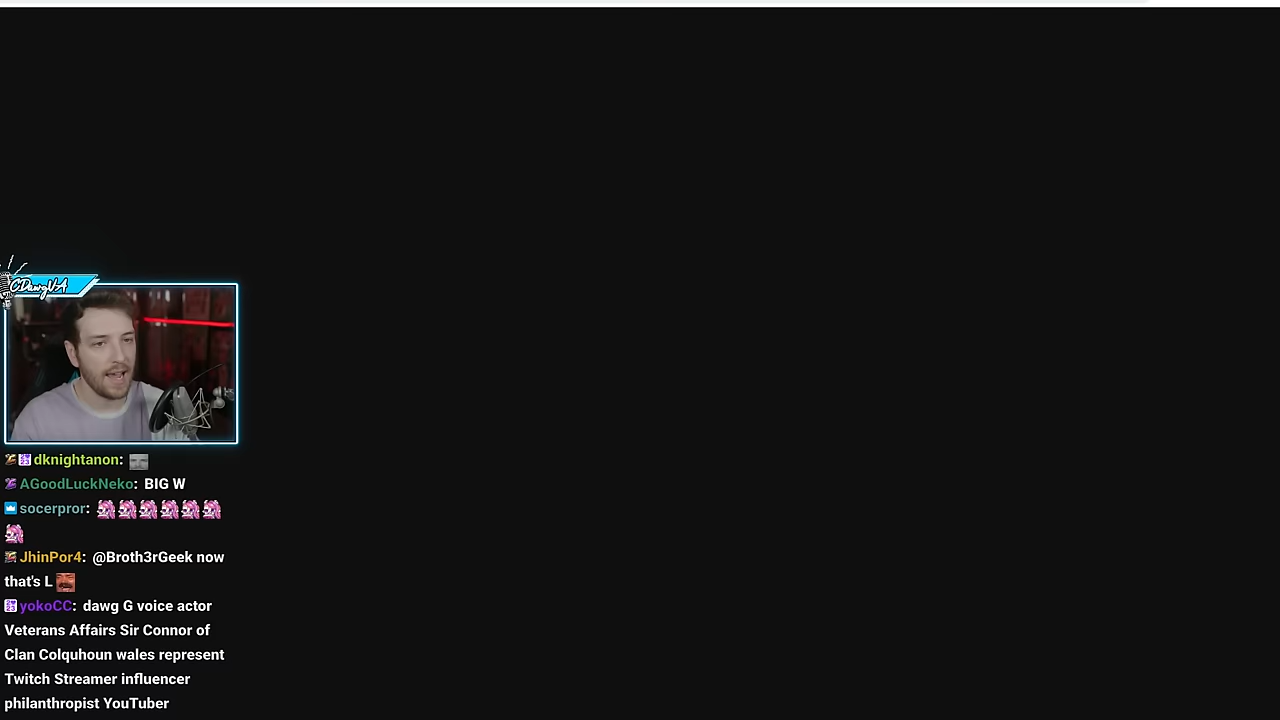 CDawgVA
dknightanon:
AGoodLuckNeko: BIG W
socerpror:
JhinPor4: @Broth3rGeek now
that's L
yokoCC: dawg G voice actor
Veterans Affairs Sir Connor of
Clan Colquhoun wales represent
Twitch Streamer influencer
philanthropist YouTuber